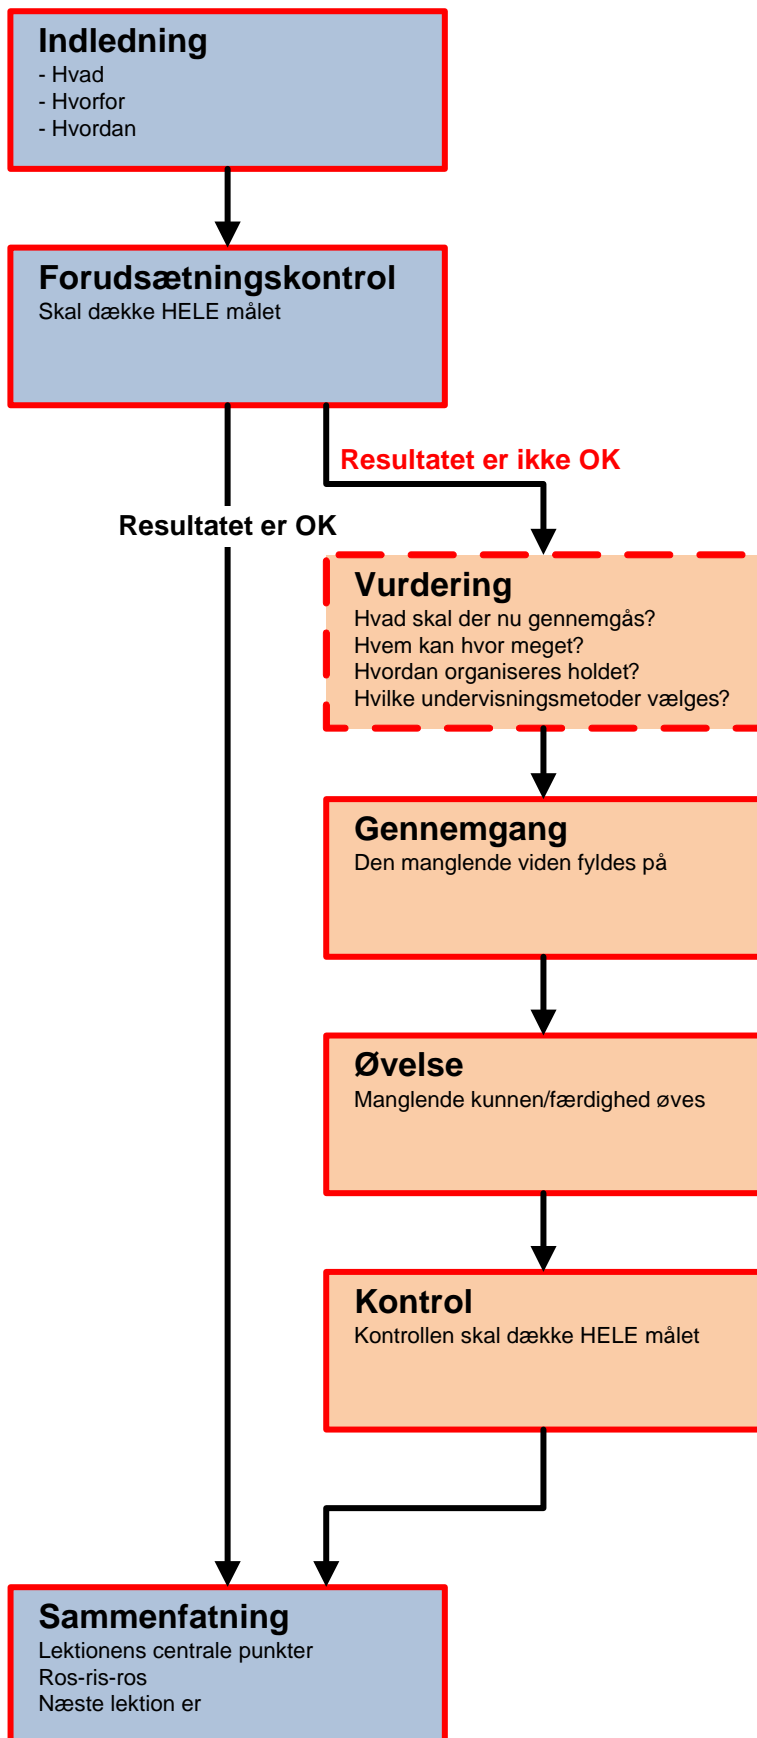 Indledning
- Hvad
- Hvorfor
- Hvordan
Forudsætningskontrol
Skal dække HELE målet
Resultatet er ikke OK
Resultatet er OK
Vurdering
Hvad skal der nu gennemgås?
Hvem kan hvor meget?
Hvordan organiseres holdet?
Hvilke undervisningsmetoder vælges?
Gennemgang
Den manglende viden fyldes på
Øvelse
Manglende kunnen/færdighed øves
Kontrol
Kontrollen skal dække HELE målet
Sammenfatning
Lektionens centrale punkter
Ros-ris-ros
Næste lektion er